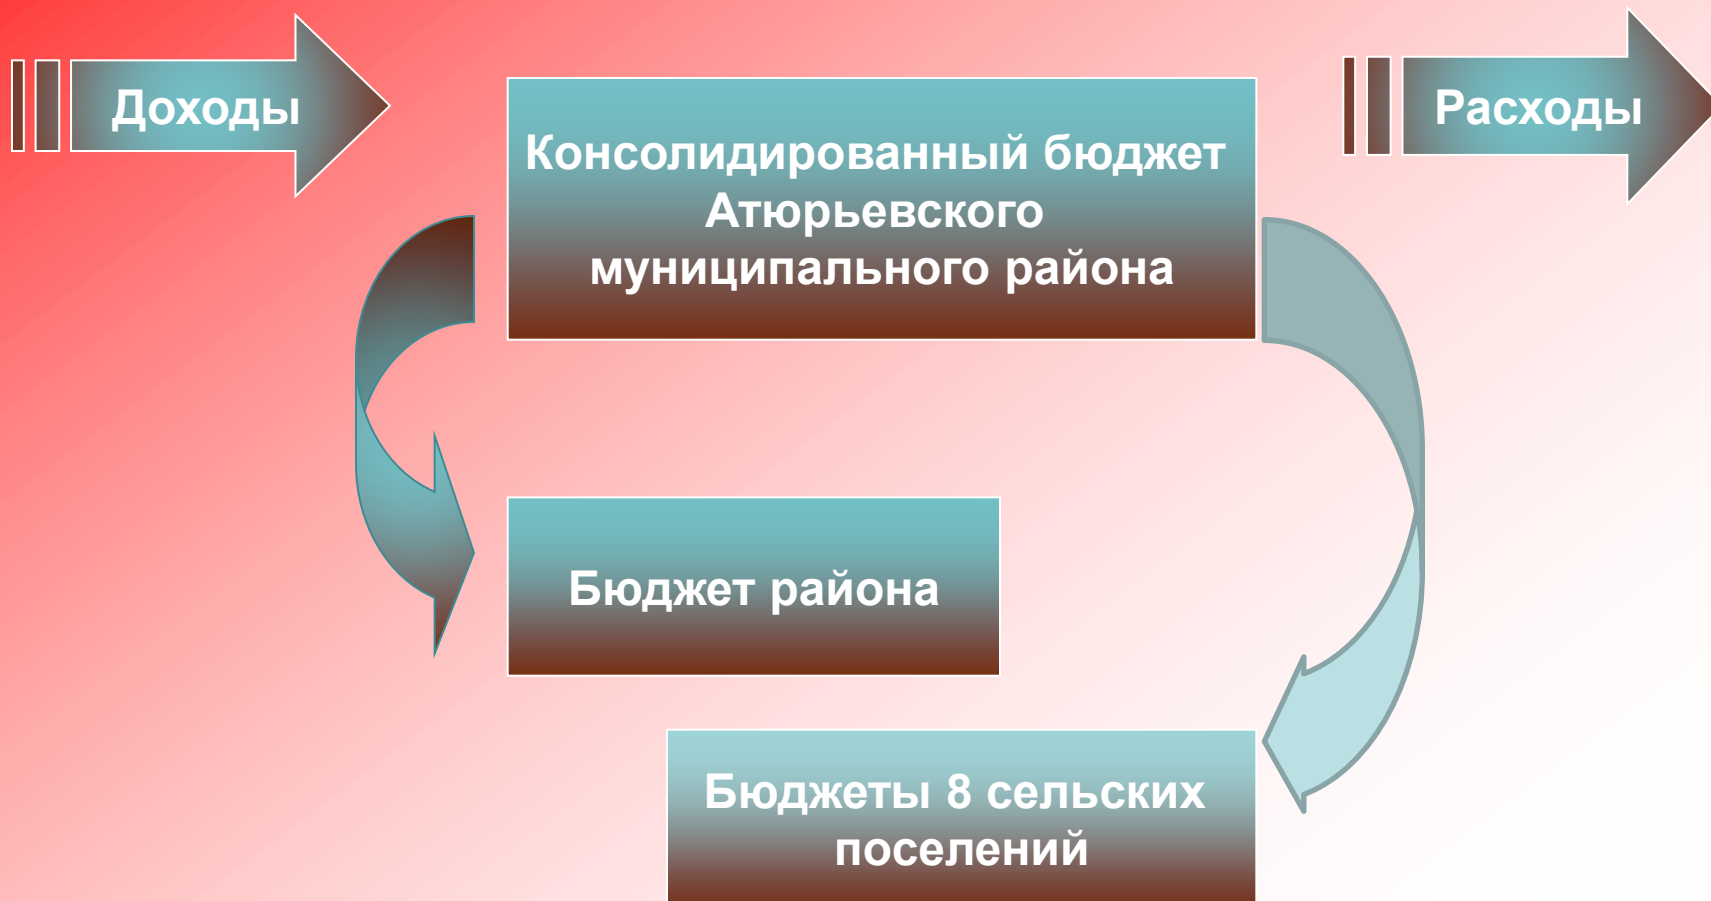 Доходы
Консолидированный бюджет
Атюрьевского
муниципального района
Расходы
Бюджет района
Бюджеты 8 сельских
поселений